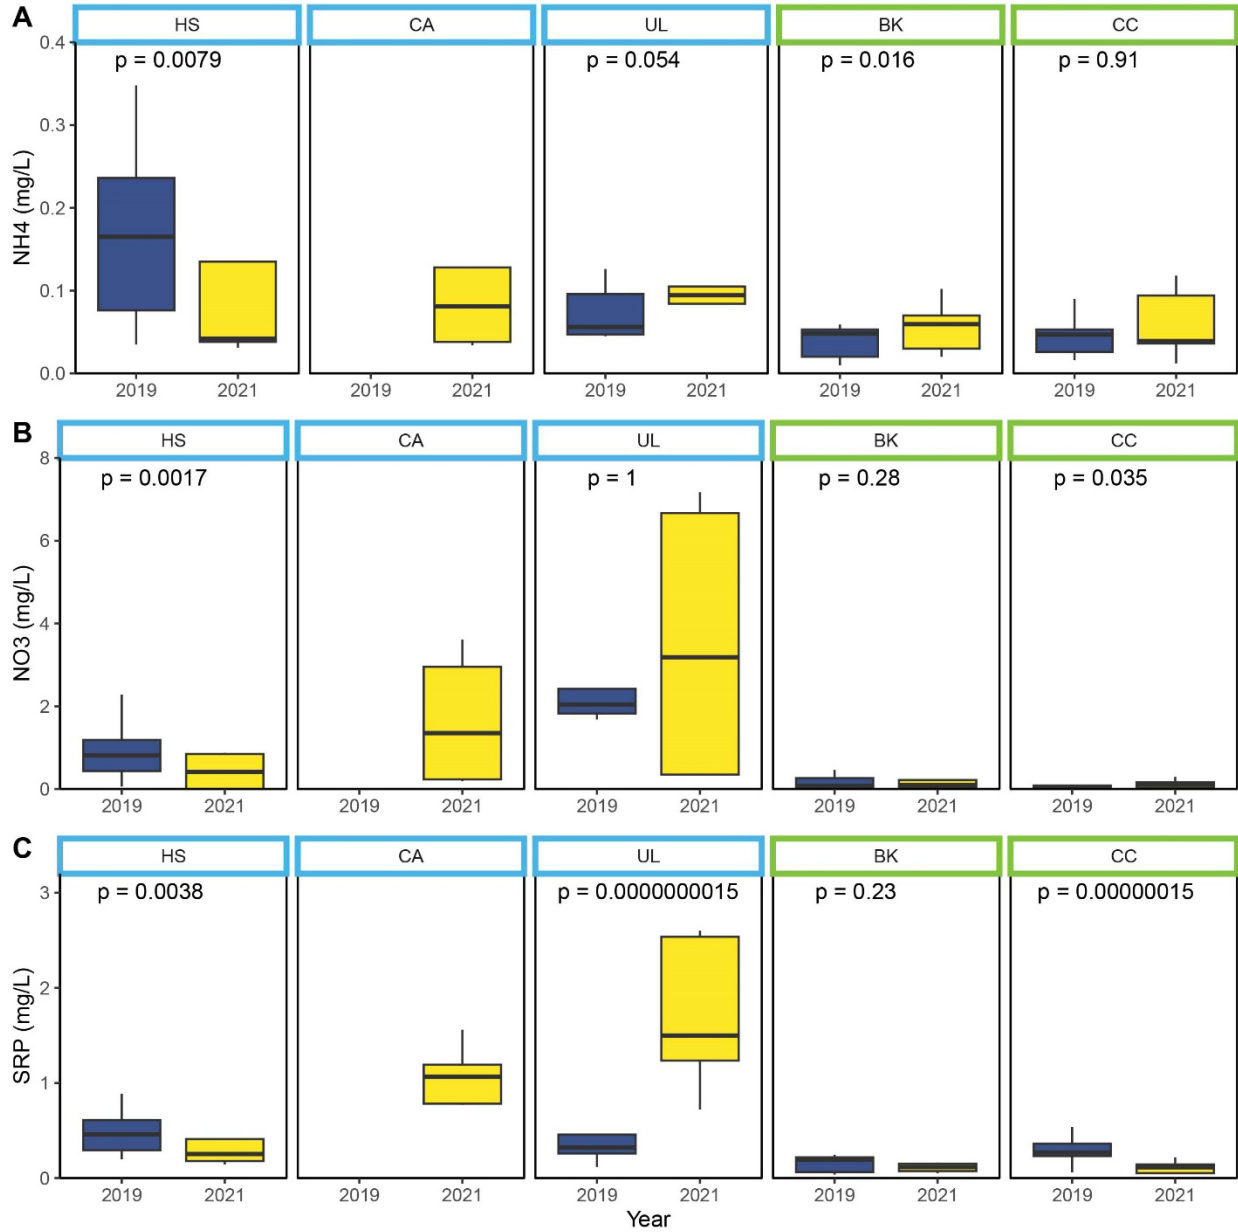 A
HS CA UL BK CC
p = 0.0079 p = 0.054 p = 0.016 p = 0.91
NH4 (mg/L)
0.4
0.3
0.2
0.1
0.0
2019 2021 2019 2021 2019 2021 2019 2021 2019 2021
B
HS CA UL BK CC
p = 0.0017 p = 1 p = 0.28 p = 0.035
NO3 (mg/L)
8
6
4
2
0
2019 2021 2019 2021 2019 2021 2019 2021 2019 2021
C
HS CA UL BK CC
p = 0.0038 p = 0.0000000015 p = 0.23 p = 0.00000015
SRP (mg/L)
3
2
1
0
2019 2021 2019 2021 2019 2021 2019 2021 2019 2021
Year